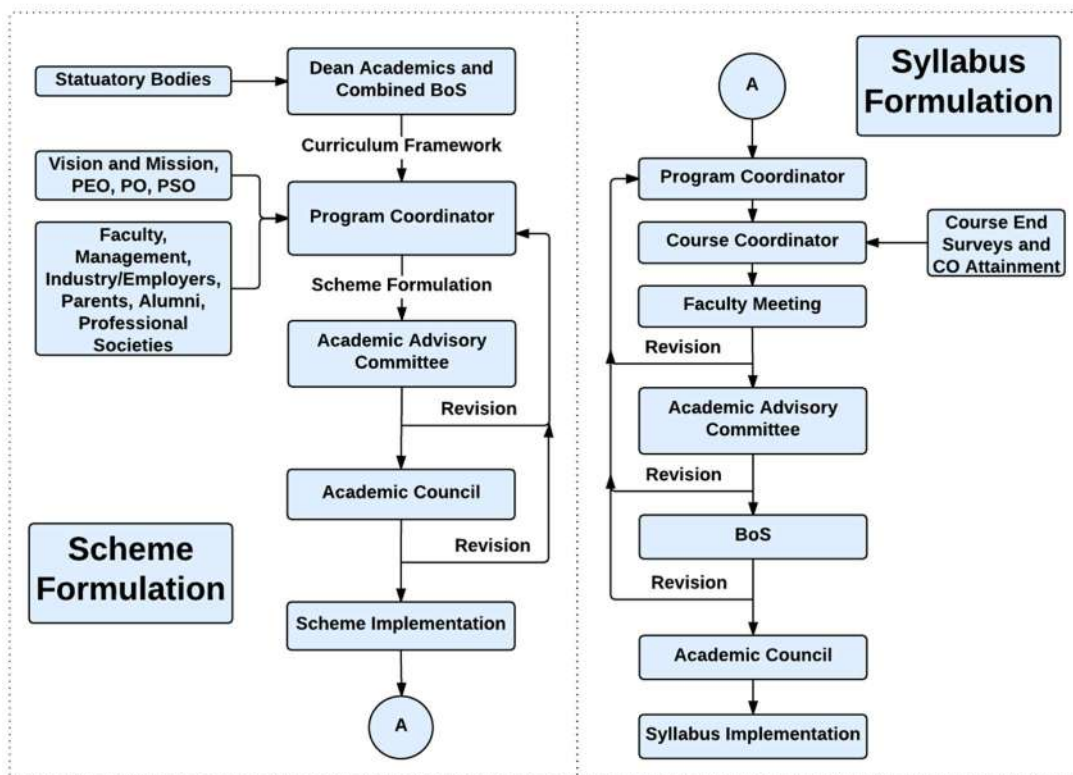 Statuatory Bodies
Dean Academics and
Combined BoS
Curriculum Framework
Vision and Mission,
PEO, PO, PSO
Program Coordinator
Faculty,
Management,
Industry/Employers,
Parents, Alumni,
Professional
Societies
Scheme Formulation
Academic Advisory
Committee
Revision
Academic Council
Revision
Scheme
Formulation
Scheme Implementation
A
Syllabus
Formulation
A
Program Coordinator
Course Coordinator
Course End
Surveys and
CO Attainment
Faculty Meeting
Revision
Academic Advisory
Committee
Revision
BoS
Revision
Academic Council
Syllabus Implementation